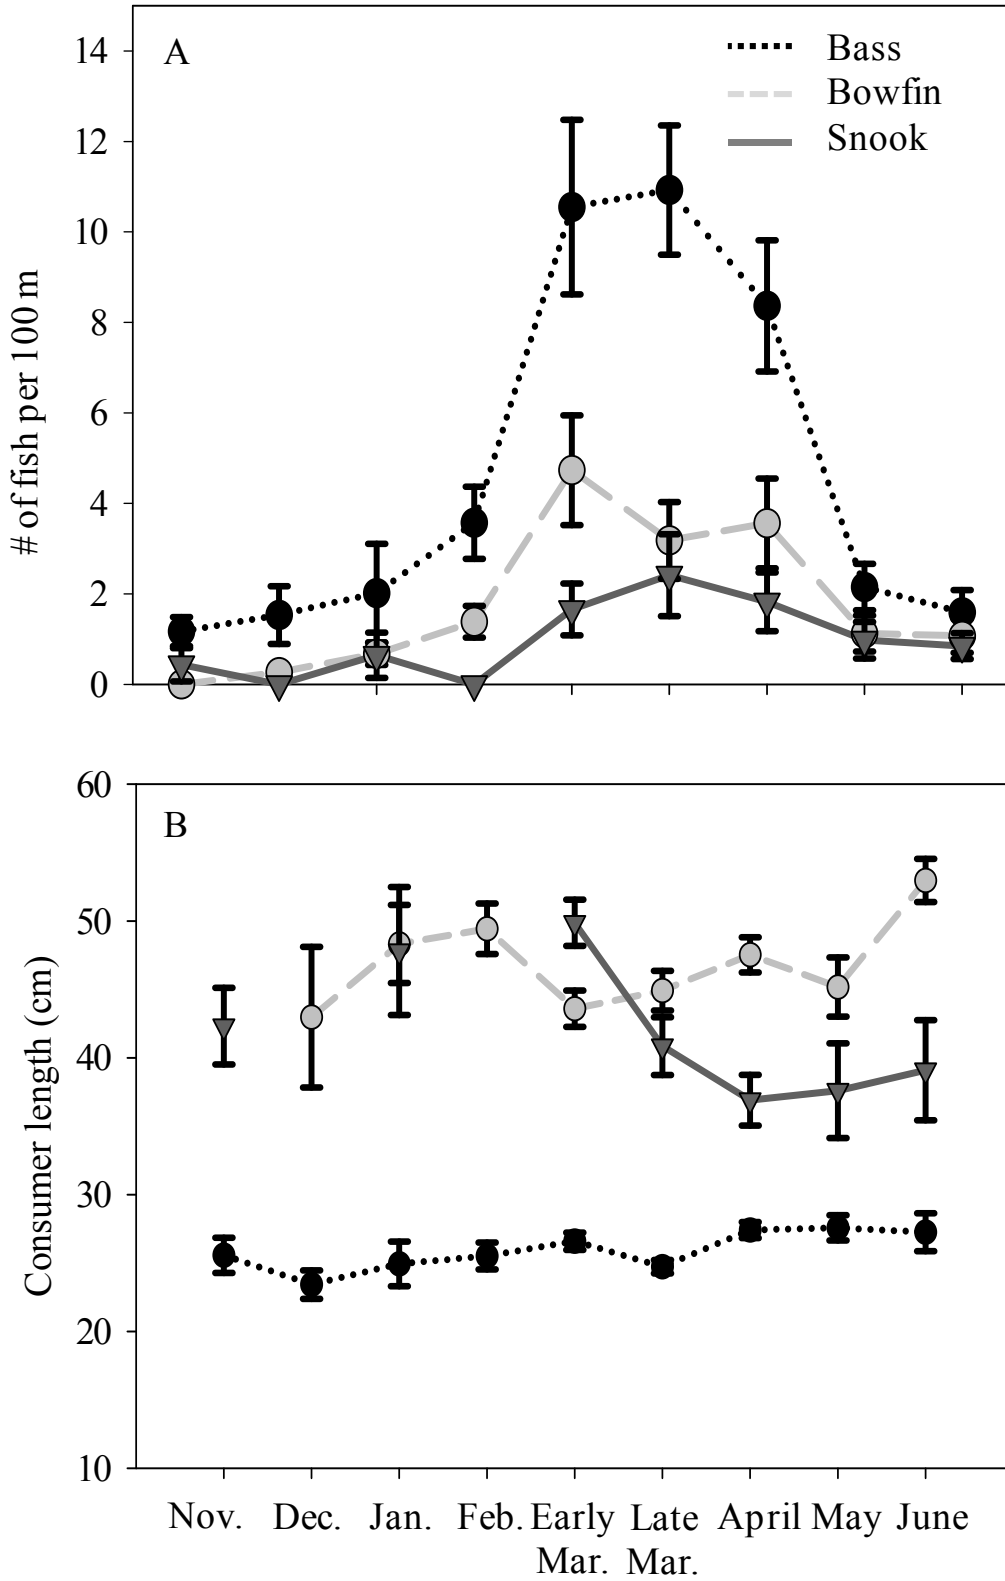 14
A
Bass
Bowfin
12
Snook
10
8
6
4
2
0
# of fish per 100 m
60
B
50
40
30
20
10
Consumer length (cm)
Nov. Dec. Jan. Feb. Early Late April May June
Mar. Mar.